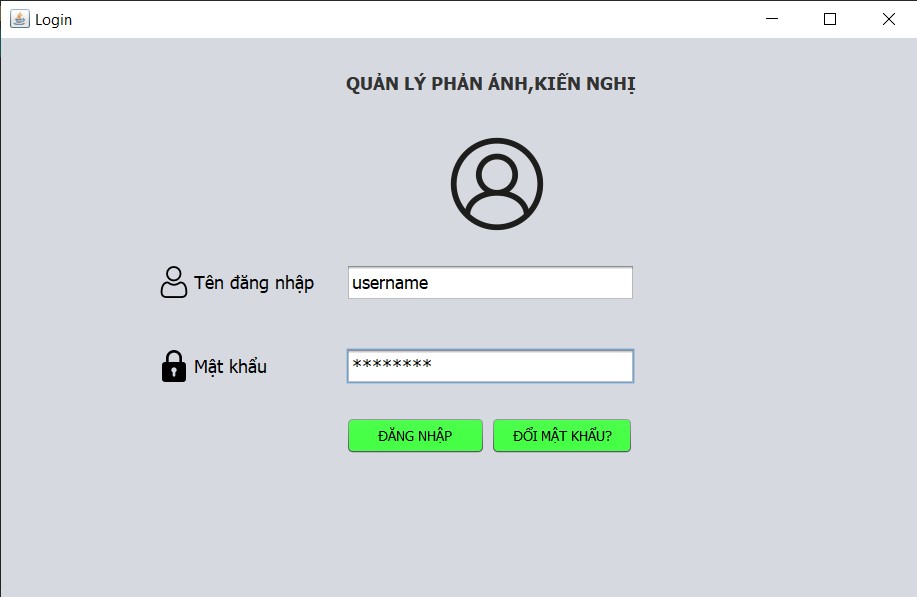 Login
QUẢN LÝ PHẢN ÁNH,KIẾN NGHỊ
Tên đăng nhập
username
Mật khẩu
********
ĐĂNG NHẬP
ĐỔI MẬT KHẨU?